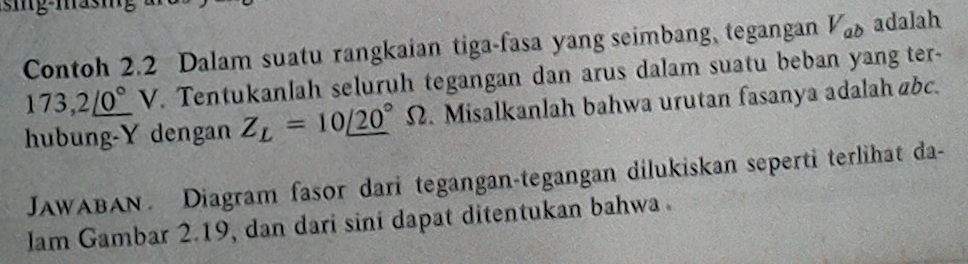 Contoh 2.2 Dalam suatu rangkaian tiga-fasa yang seimbang, tegangan Vab adalah
173,2/0° V. Tentukanlah seluruh tegangan dan arus dalam suatu beban yang ter-
hubung-Y dengan ZL = 10/20° Ω. Misalkanlah bahwa urutan fasanya adalah abc.
JAWABAN. Diagram fasor dari tegangan-tegangan dilukiskan seperti terlihat da-
lam Gambar 2.19, dan dari sini dapat ditentukan bahwa.